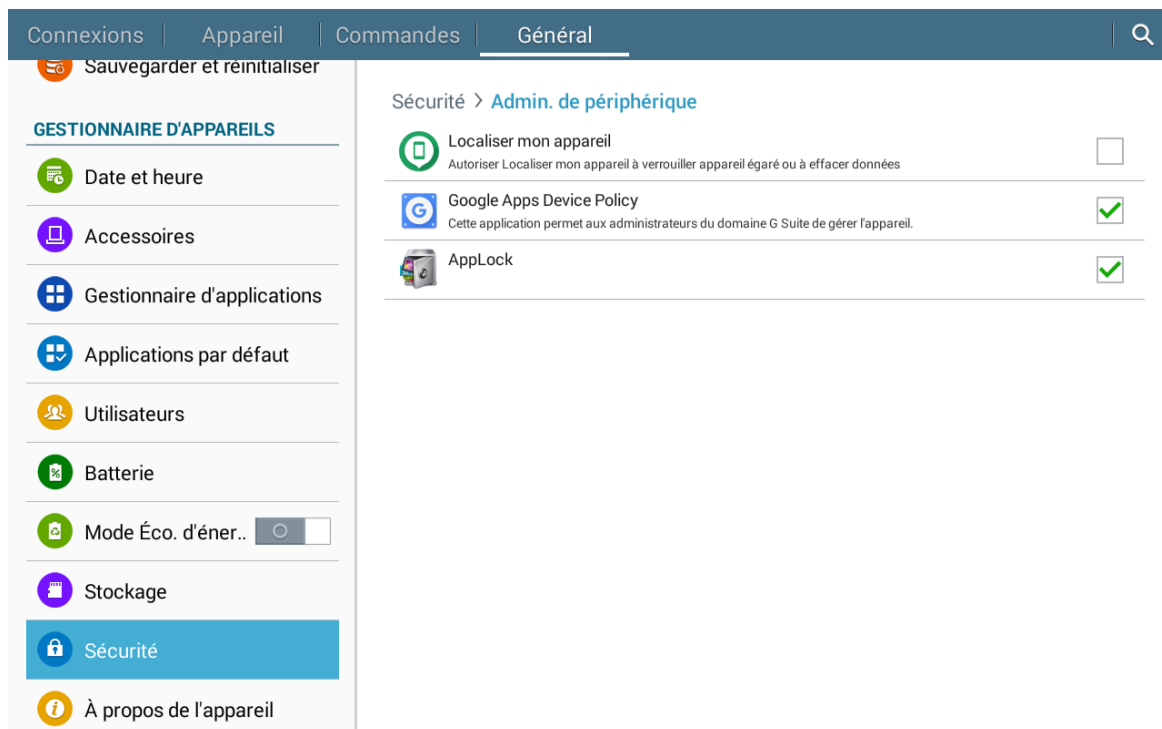 Connexions
Appareil
Commandes
Général
Sauvegarder et réinitialiser
GESTIONNAIRE D'APPAREILS
Date et heure
Accessoires
Gestionnaire d'applications
Applications par défaut
Utilisateurs
Batterie
Mode Éco. d'éner..
Stockage
Sécurité
À propos de l'appareil
Sécurité > Admin. de périphérique
Localiser mon appareil
Autoriser Localiser mon appareil à verrouiller appareil égaré ou à effacer données
Google Apps Device Policy
Cette application permet aux administrateurs du domaine G Suite de gérer l'appareil.
AppLock